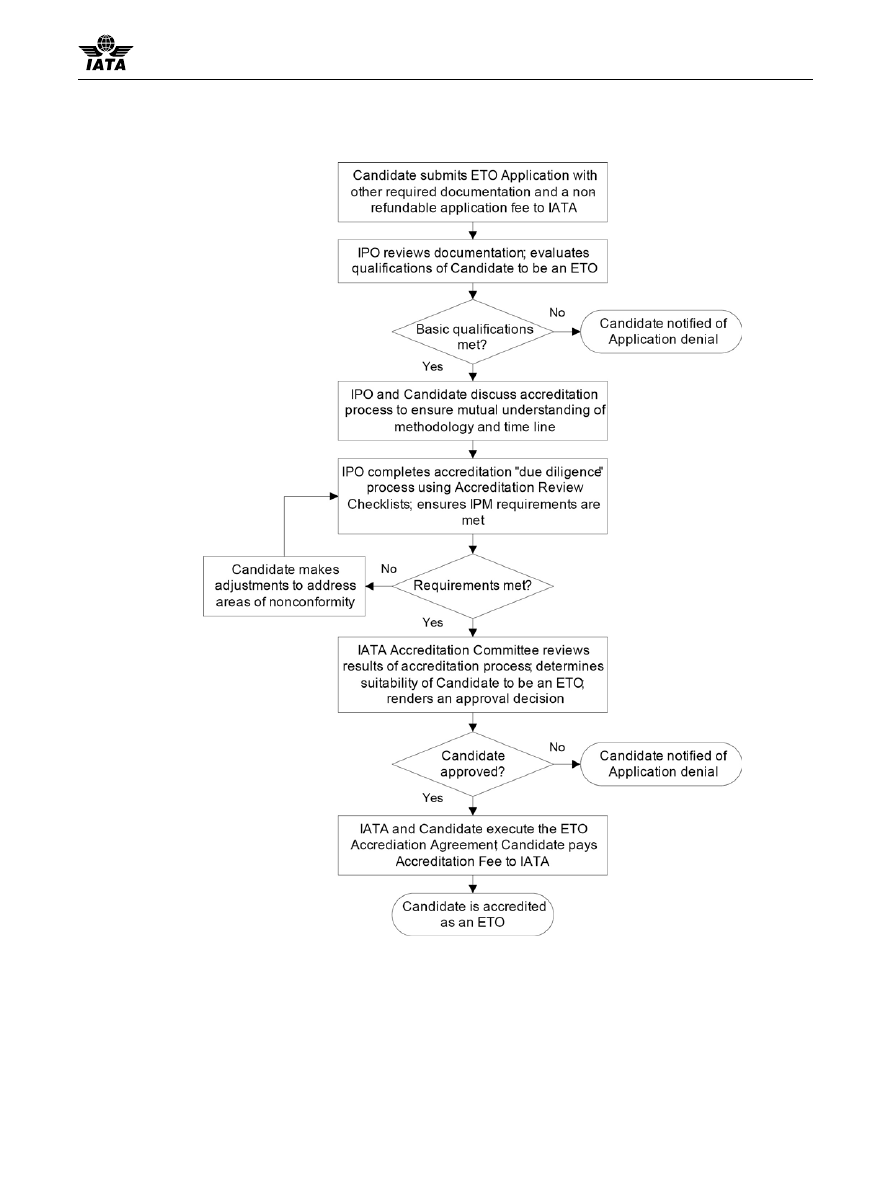 IATA
Candidate submits ETO Application with
other required documentation and a non
refundable application fee to IATA
IPO reviews documentation; evaluates
qualifications of Candidate to be an ETO
Basic qualifications
met?
No
Candidate notified of
Application denial
Yes
IPO and Candidate discuss accreditation
process to ensure mutual understanding of
methodology and time line
IPO completes accreditation "due diligence"
process using Accreditation Review
Checklists; ensures IPM requirements are
met
Requirements met?
No
Candidate makes
adjustments to address
areas of nonconformity
Yes
IATA Accreditation Committee reviews
results of accreditation process; determines
suitability of Candidate to be an ETO;
renders an approval decision
Candidate
approved?
No
Candidate notified of
Application denial
Yes
IATA and Candidate execute the ETO
Accrediation Agreement; Candidate pays
Accreditation Fee to IATA
Candidate is accredited
as an ETO